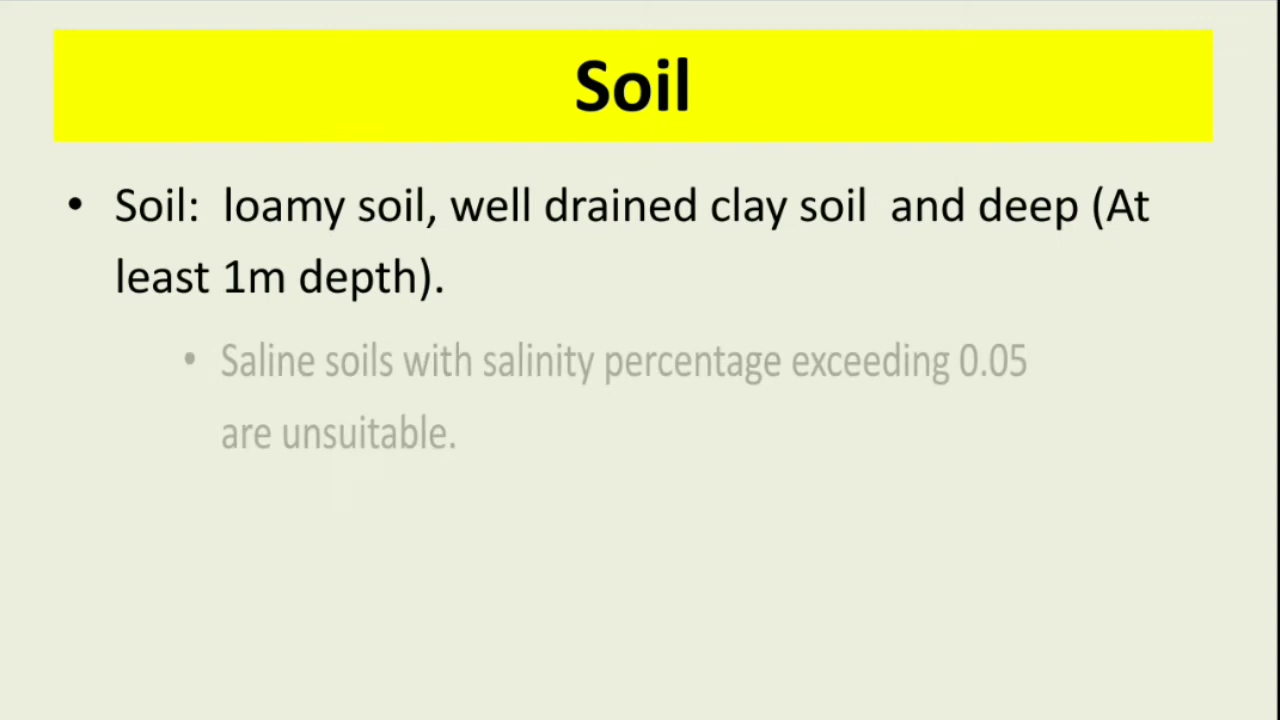 Soil
• Soil:  loamy soil, well drained clay soil  and deep (At
least 1m depth).
• Saline soils with salinity percentage exceeding 0.05
are unsuitable.